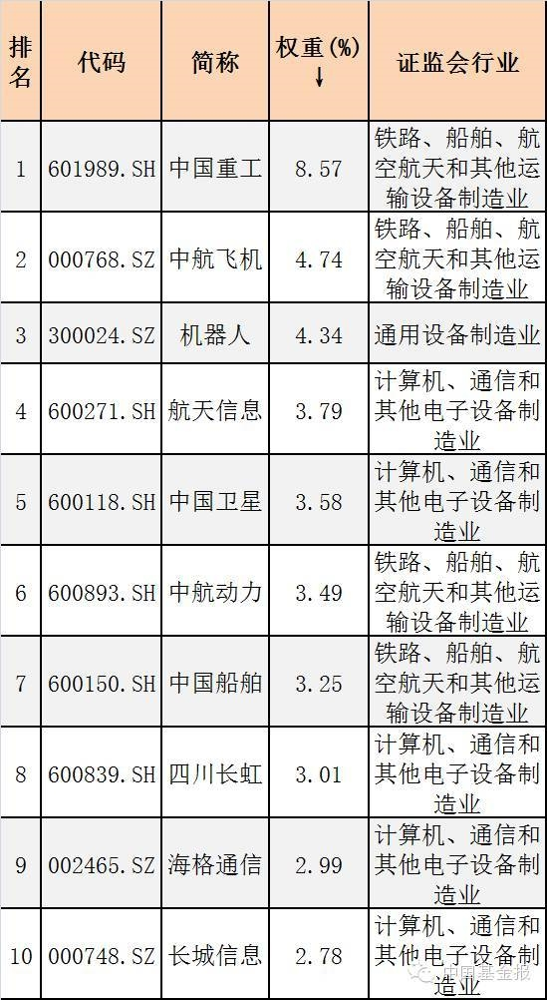 排名 代码 简称 权重(%)↓ 证监会行业
1 601989.SH 中国重工 8.57 铁路、船舶、航空航天和其他运输设备制造业
2 000768.SZ 中航飞机 4.74 铁路、船舶、航空航天和其他运输设备制造业
3 300024.SZ 机器人 4.34 通用设备制造业
4 600271.SH 航天信息 3.79 计算机、通信和其他电子设备制造业
5 600118.SH 中国卫星 3.58 计算机、通信和其他电子设备制造业
6 600893.SH 中航动力 3.49 铁路、船舶、航空航天和其他运输设备制造业
7 600150.SH 中国船舶 3.25 铁路、船舶、航空航天和其他运输设备制造业
8 600839.SH 四川长虹 3.01 计算机、通信和其他电子设备制造业
9 002465.SZ 海格通信 2.99 计算机、通信和其他电子设备制造业
10 000748.SZ 长城信息 2.78 计算机、通信和其他电子设备制造业
中国基金报